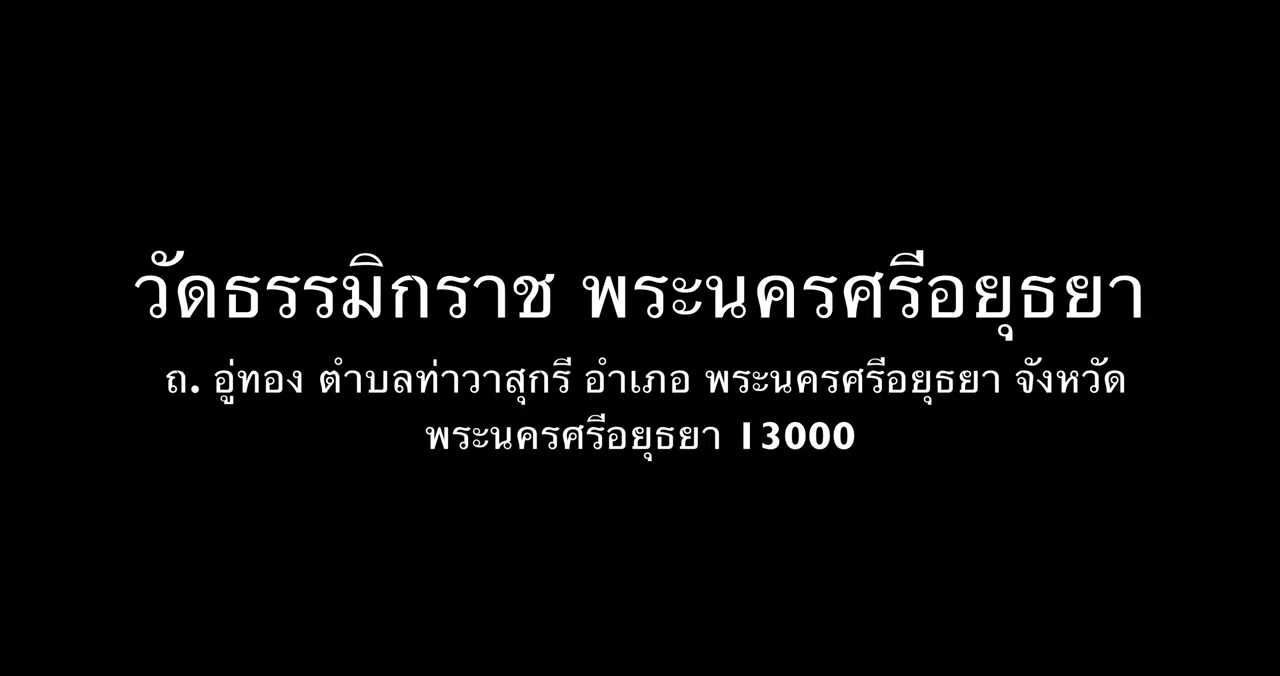 วัดธรรมิกราช พระนครศรีอยุธยา
ถ. อู่ทอง ตำบลท่าวาสุกรี อำเภอ พระนครศรีอยุธยา จังหวัด
พระนครศรีอยุธยา 13000